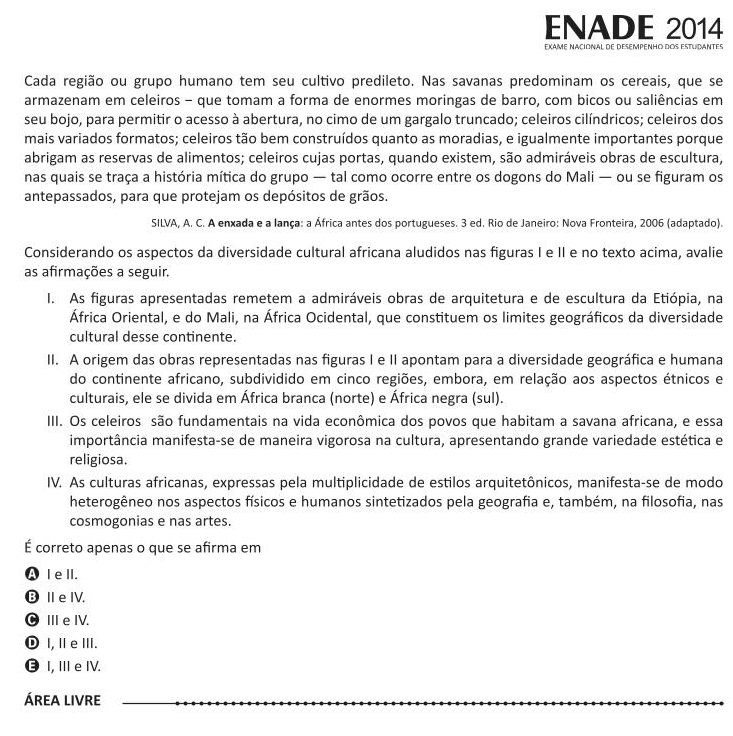 ENADE 2014
EXAME NACIONAL DE DESEMPENHO DOS ESTUDANTES
Cada região ou grupo humano tem seu cultivo predileto. Nas savanas predominam os cereais, que se
armazenam em celeiros – que tomam a forma de enormes moringas de barro, com bicos ou saliências em
seu bojo, para permitir o acesso à abertura, no cimo de um gargalo truncado; celeiros cilíndricos; celeiros dos
mais variados formatos; celeiros tão bem construídos quanto as moradias, e igualmente importantes porque
abrigam as reservas de alimentos; celeiros cujas portas, quando existem, são admiráveis obras de escultura,
nas quais se traça a história mítica do grupo — tal como ocorre entre os dogons do Mali — ou se figuram os
antepassados, para que protejam os depósitos de grãos.
SILVA, A. C. A enxada e a lança: a África antes dos portugueses. 3 ed. Rio de Janeiro: Nova Fronteira, 2006 (adaptado).
Considerando os aspectos da diversidade cultural africana aludidos nas figuras I e II e no texto acima, avalie
as afirmações a seguir.
I. As figuras apresentadas remetem a admiráveis obras de arquitetura e de escultura da Etiópia, na
África Oriental, e do Mali, na África Ocidental, que constituem os limites geográficos da diversidade
cultural desse continente.
II. A origem das obras representadas nas figuras I e II apontam para a diversidade geográfica e humana
do continente africano, subdividido em cinco regiões, embora, em relação aos aspectos étnicos e
culturais, ele se divida em África branca (norte) e África negra (sul).
III. Os celeiros são fundamentais na vida econômica dos povos que habitam a savana africana, e essa
importância manifesta-se de maneira vigorosa na cultura, apresentando grande variedade estética e
religiosa.
IV. As culturas africanas, expressas pela multiplicidade de estilos arquitetônicos, manifesta-se de modo
heterogêneo nos aspectos físicos e humanos sintetizados pela geografia e, também, na filosofia, nas
cosmogonias e nas artes.
É correto apenas o que se afirma em
A I e II.
B II e IV.
C III e IV.
D I, II e III.
E I, III e IV.
ÁREA LIVRE